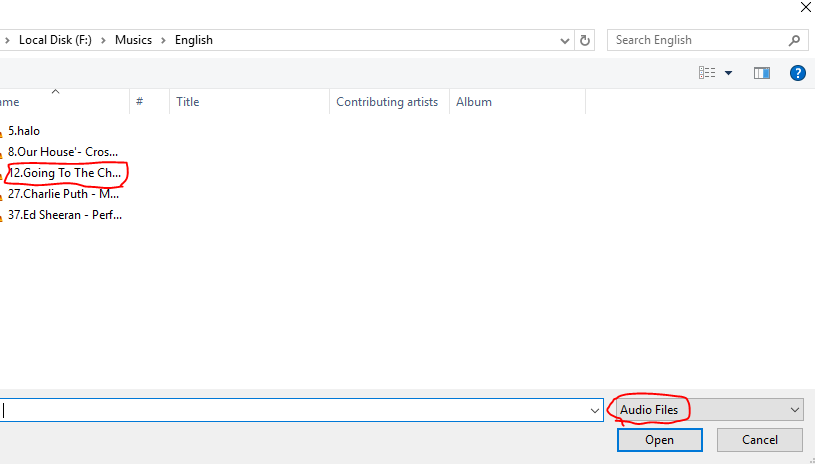 Local Disk (F:) > Musics > English
Search English
ame # Title Contributing artists Album
5.halo
8.Our House'- Cros...
12.Going To The Ch...
27.Charlie Puth - M...
37.Ed Sheeran - Perf...
Audio Files
Open Cancel